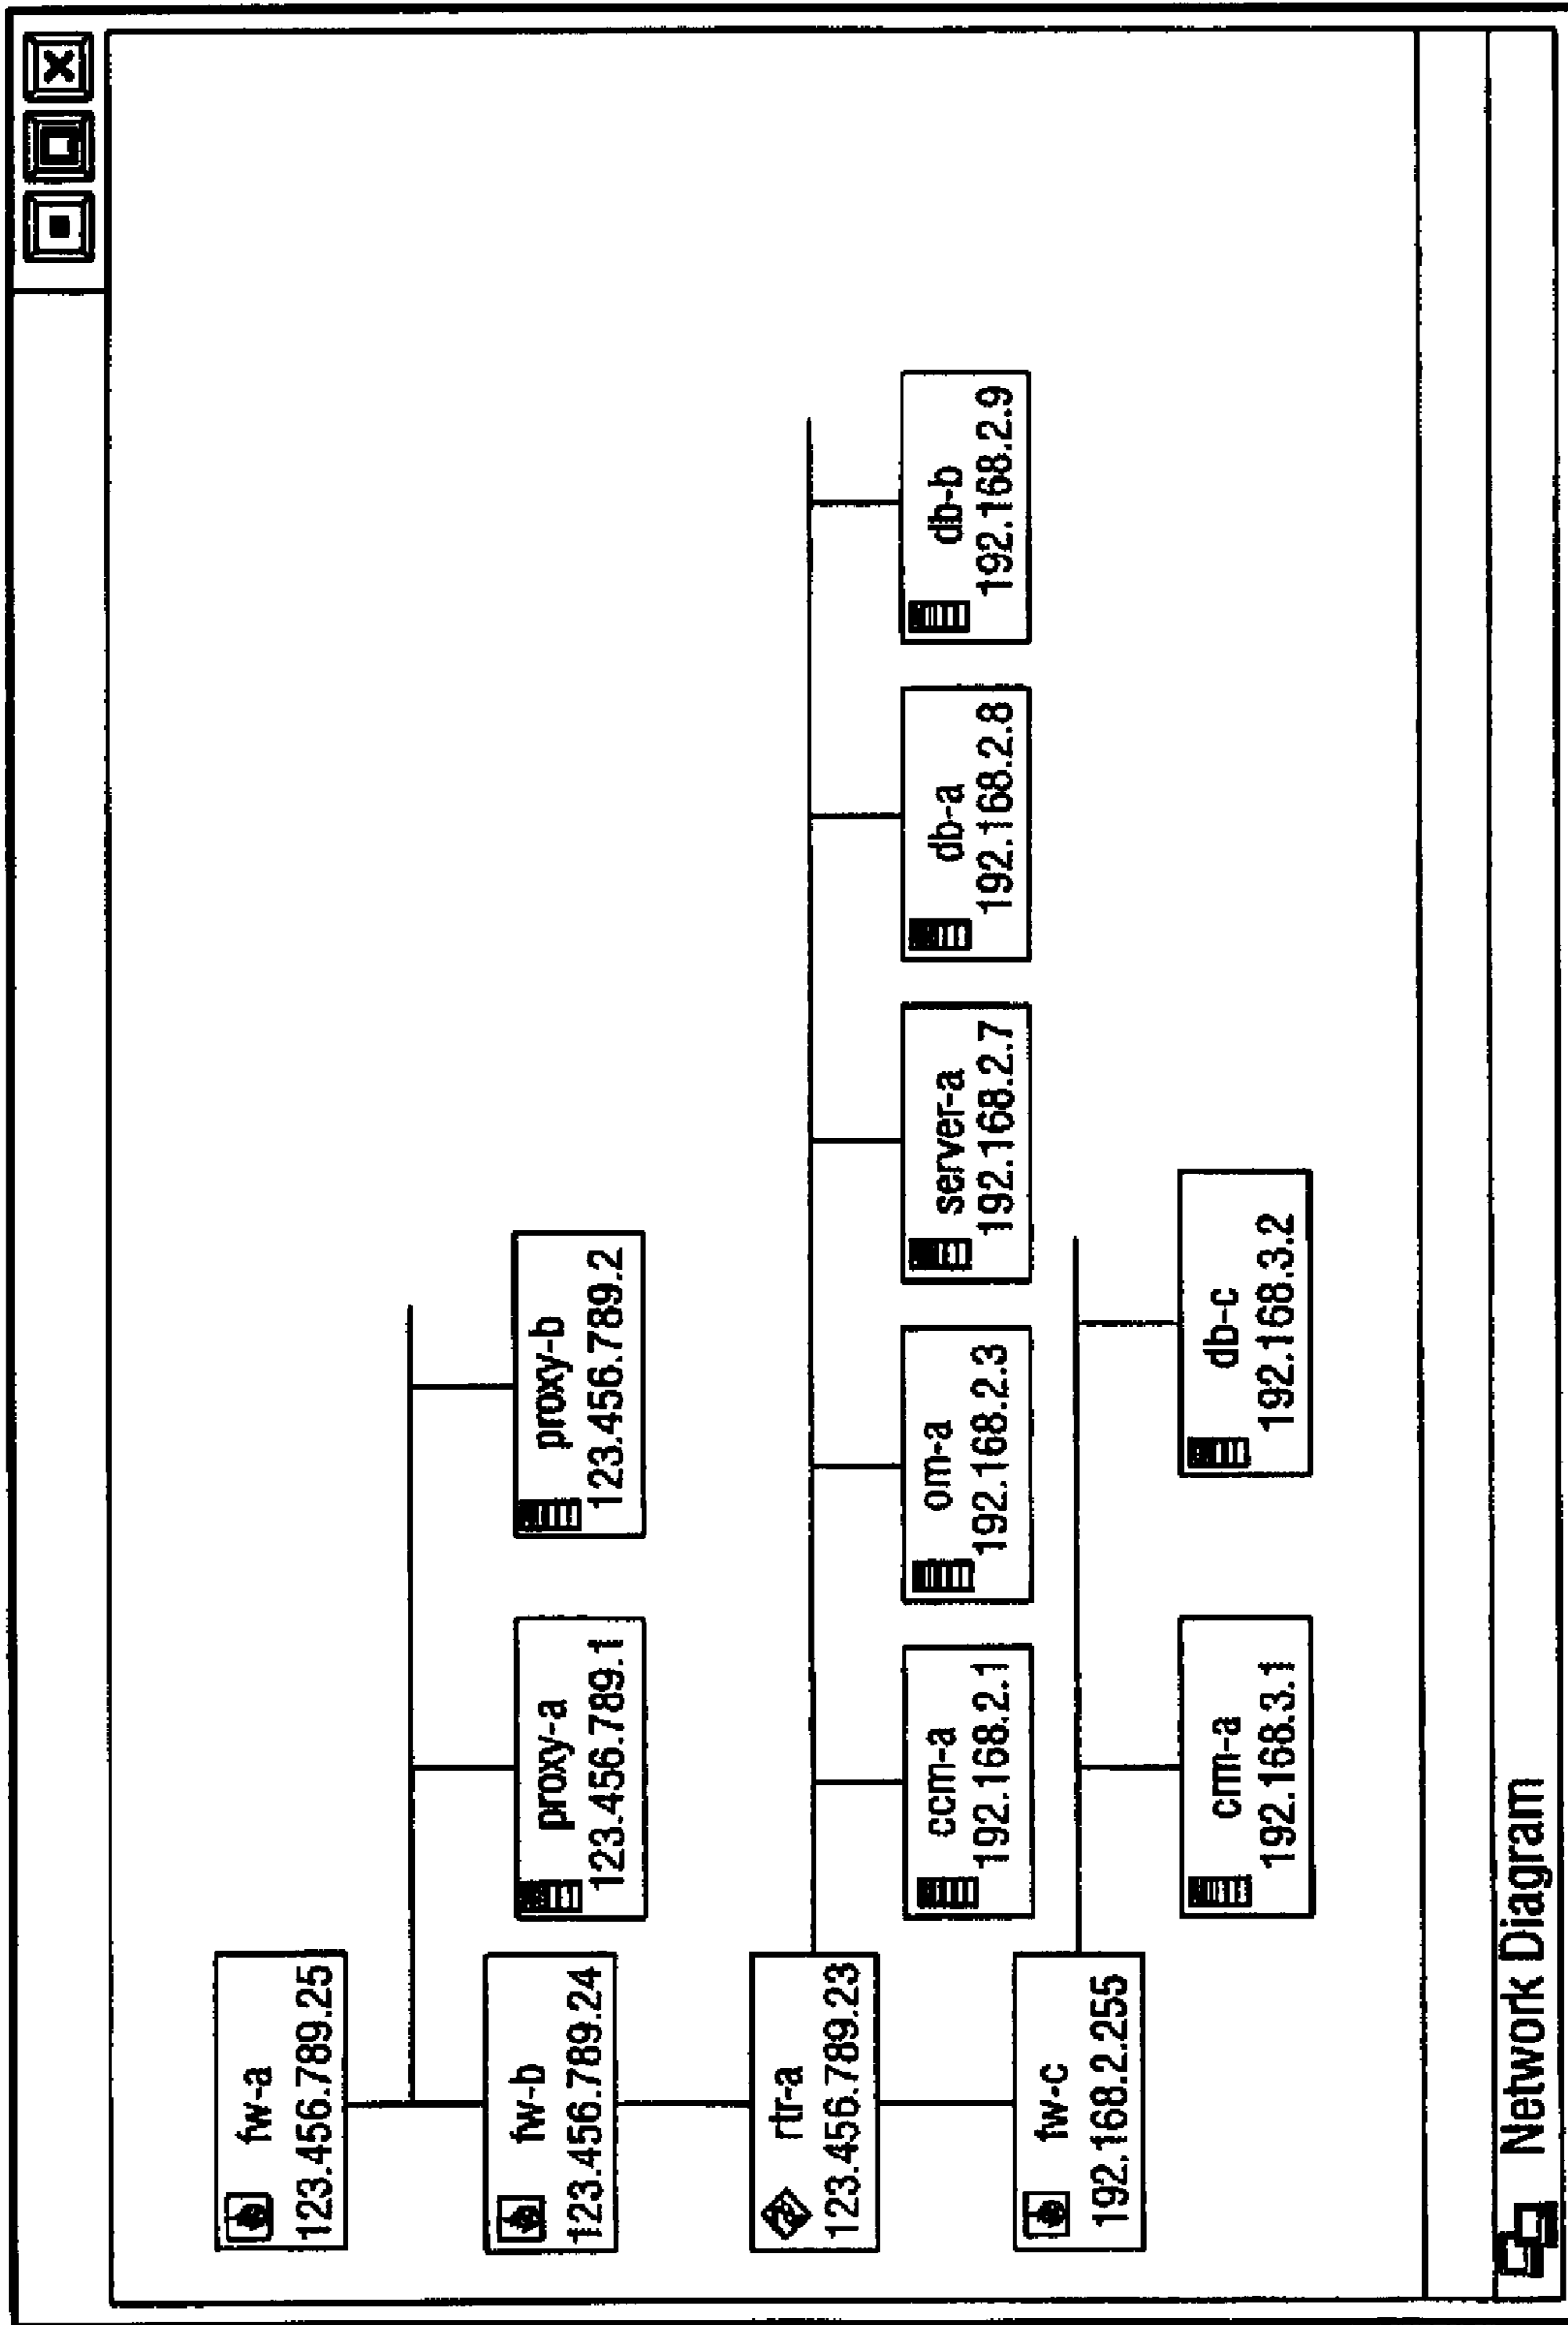 fw-a
123.456.789.25
proxy-a
123.456.789.1
proxy-b
123.456.789.2
fw-b
123.456.789.24
rtr-a
123.456.789.23
ccm-a
192.168.2.1
om-a
192.168.2.3
server-a
192.168.2.7
db-a
192.168.2.8
db-b
192.168.2.9
fw-c
192.168.2.255
crm-a
192.168.3.1
db-c
192.168.3.2
Network Diagram